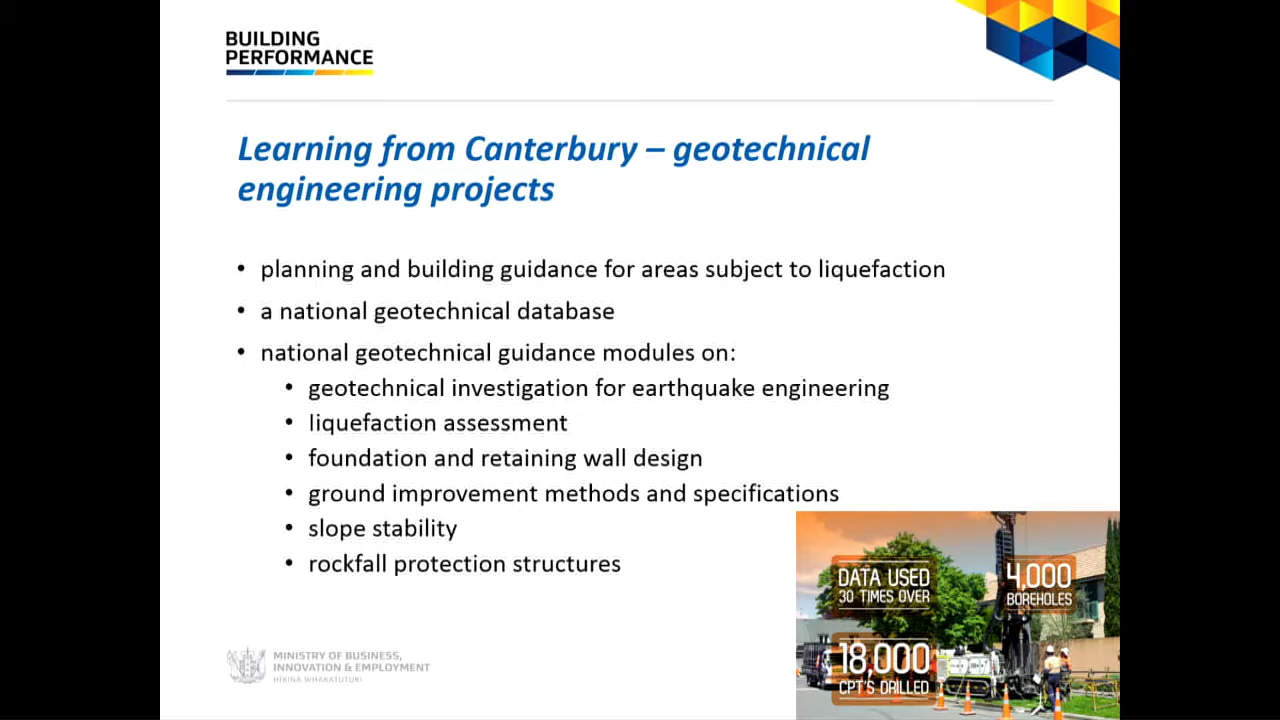 BUILDING
PERFORMANCE
Learning from Canterbury – geotechnical
engineering projects
• planning and building guidance for areas subject to liquefaction
• a national geotechnical database
• national geotechnical guidance modules on:
• geotechnical investigation for earthquake engineering
• liquefaction assessment
• foundation and retaining wall design
• ground improvement methods and specifications
• slope stability
• rockfall protection structures
DATA USED
30 TIMES OVER
4,000
BOREHOLES
18,000
CPT'S DRILLED
MINISTRY OF BUSINESS,
INNOVATION & EMPLOYMENT
HĪKINA WHAKATUTUKI